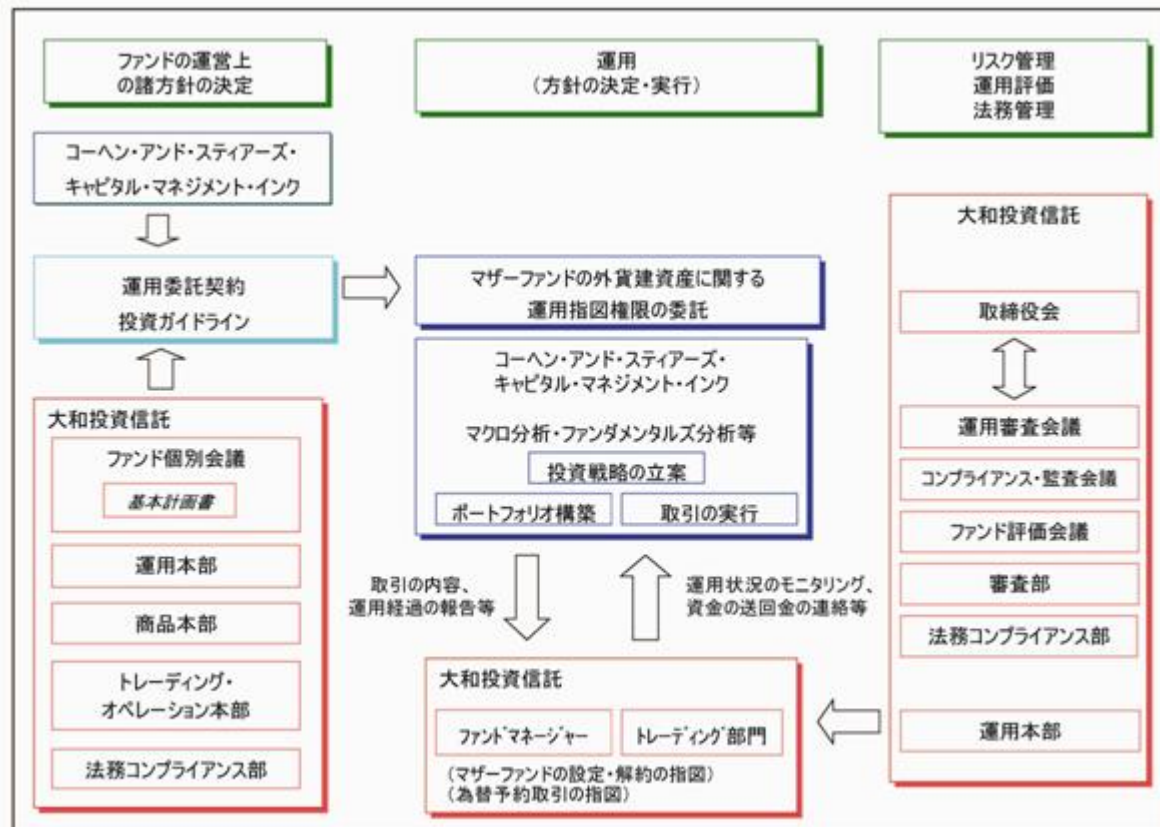 ファンドの運営上
の諸方針の決定
運用
(方針の決定・実行)
リスク管理
運用評価
法務管理
コーヘン・アンド・スティアーズ・
キャピタル・マネジメント・インク
運用委託契約
投資ガイドライン
マザーファンドの外貨建資産に関する
運用指図権限の委託
コーヘン・アンド・スティアーズ・
キャピタル・マネジメント・インク
マクロ分析・ファンダメンタルズ分析等
投資戦略の立案
ポートフォリオ構築
取引の実行
大和投資信託
ファンド個別会議
基本計画書
運用本部
商品本部
トレーディング・
オペレーション本部
法務コンプライアンス部
取引の内容、
運用経過の報告等
運用状況のモニタリング、
資金の送回金の連絡等
大和投資信託
ファンドマネージャー
トレーディング部門
(マザーファンドの設定・解約の指図)
(為替予約取引の指図)
大和投資信託
取締役会
運用審査会議
コンプライアンス・監査会議
ファンド評価会議
審査部
法務コンプライアンス部
運用本部